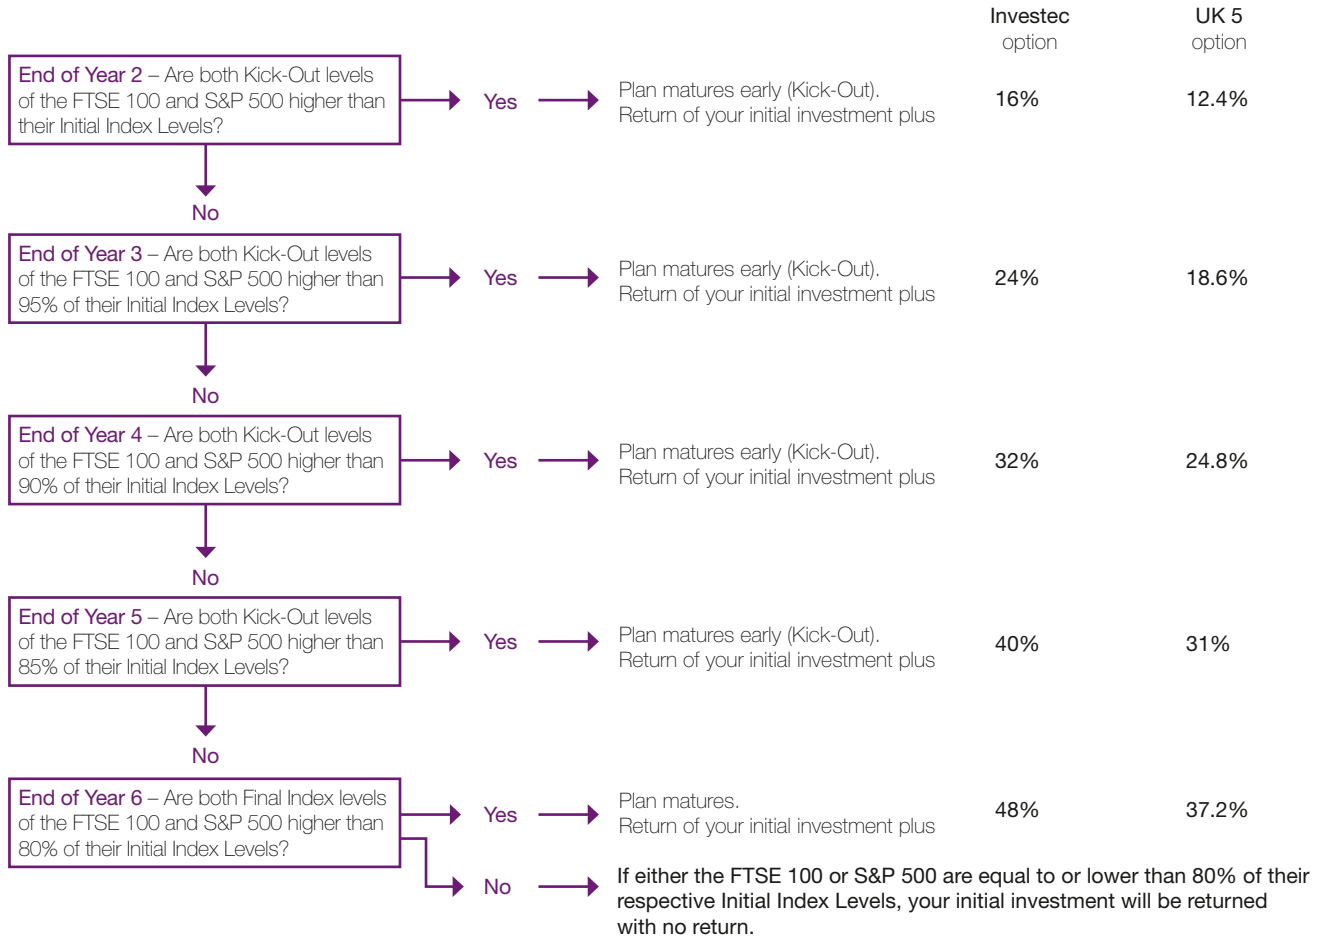 Investec UK 5
option option
End of Year 2 – Are both Kick-Out levels
of the FTSE 100 and S&P 500 higher than
their Initial Index Levels?
Yes
Plan matures early (Kick-Out).
Return of your initial investment plus
16% 12.4%
No
End of Year 3 – Are both Kick-Out levels
of the FTSE 100 and S&P 500 higher than
95% of their Initial Index Levels?
Yes
Plan matures early (Kick-Out).
Return of your initial investment plus
24% 18.6%
No
End of Year 4 – Are both Kick-Out levels
of the FTSE 100 and S&P 500 higher than
90% of their Initial Index Levels?
Yes
Plan matures early (Kick-Out).
Return of your initial investment plus
32% 24.8%
No
End of Year 5 – Are both Kick-Out levels
of the FTSE 100 and S&P 500 higher than
85% of their Initial Index Levels?
Yes
Plan matures early (Kick-Out).
Return of your initial investment plus
40% 31%
No
End of Year 6 – Are both Final Index levels
of the FTSE 100 and S&P 500 higher than
80% of their Initial Index Levels?
Yes
Plan matures.
Return of your initial investment plus
48% 37.2%
No
If either the FTSE 100 or S&P 500 are equal to or lower than 80% of their
respective Initial Index Levels, your initial investment will be returned
with no return.